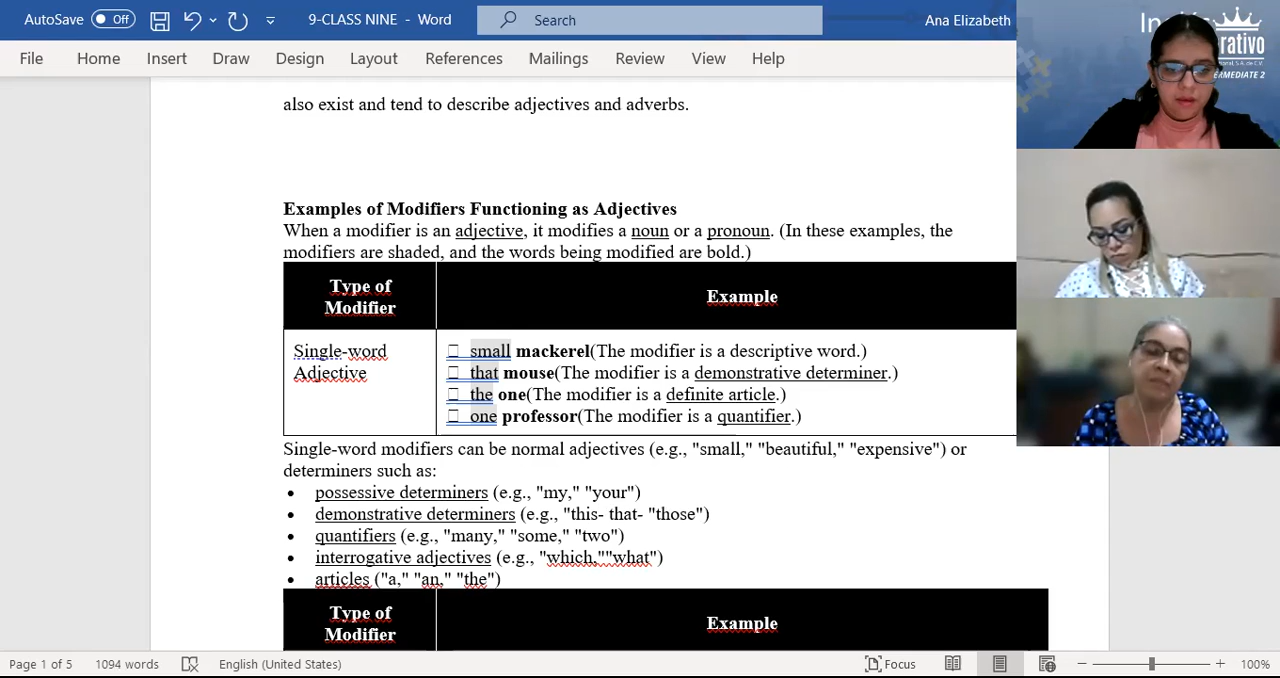 AutoSave Off 9-CLASS NINE - Word Search Ana Elizabeth
File Home Insert Draw Design Layout References Mailings Review View Help
rativo
ERMEDIATE 2
also exist and tend to describe adjectives and adverbs.
Examples of Modifiers Functioning as Adjectives
When a modifier is an adjective, it modifies a noun or a pronoun. (In these examples, the
modifiers are shaded, and the words being modified are bold.)
Type of
Modifier
Example
Single-word
Adjective
small mackerel(The modifier is a descriptive word.)
that mouse(The modifier is a demonstrative determiner.)
the one(The modifier is a definite article.)
one professor(The modifier is a quantifier.)
Single-word modifiers can be normal adjectives (e.g., "small," "beautiful," "expensive") or
determiners such as:
• possessive determiners (e.g., "my," "your")
• demonstrative determiners (e.g., "this- that- "those")
• quantifiers (e.g., "many," "some," "two")
• interrogative adjectives (e.g., "which,""what")
• articles ("a," "an," "the")
Type of
Modifier
Example
Page 1 of 5 1094 words English (United States) Focus 100%